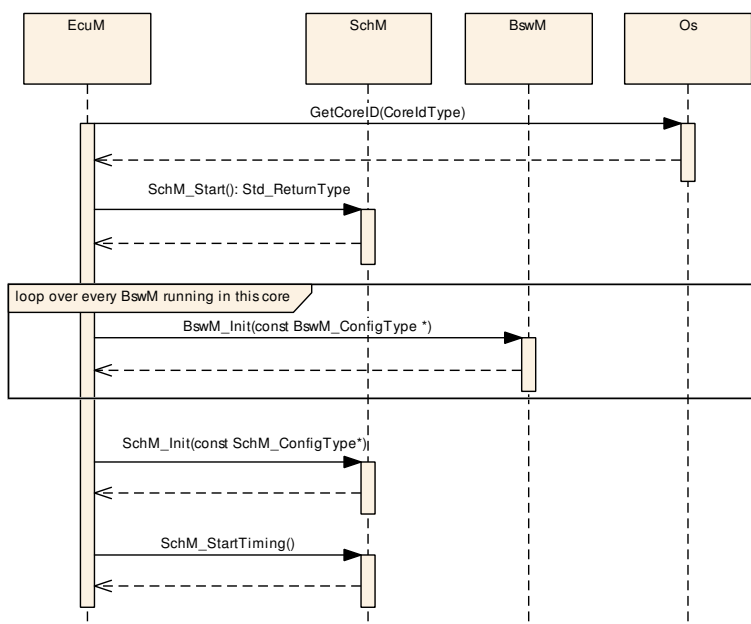 EcuM
SchM
BswM
Os
GetCoreID(CoreIdType)
SchM_Start(): Std_ReturnType
loop over every BswM running in this core
BswM_Init(const BswM_ConfigType *)
SchM_Init(const SchM_ConfigType*)
SchM_StartTiming()